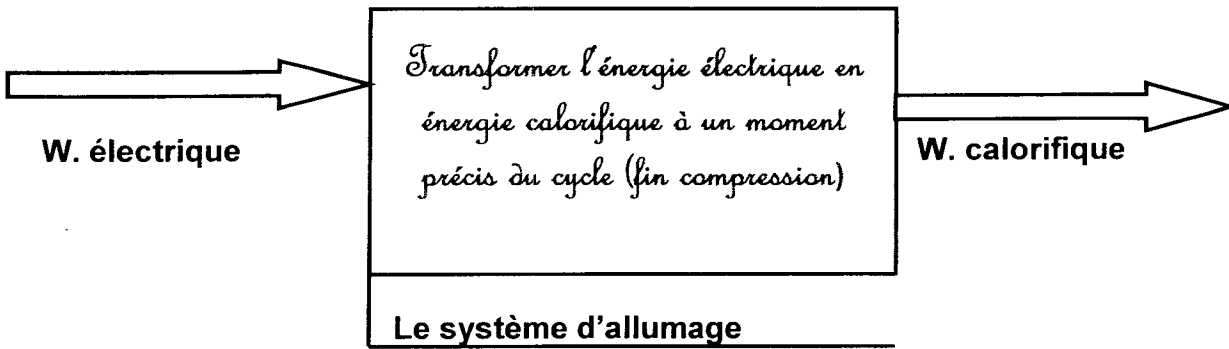 Transformer l'énergie électrique en
énergie calorifique à un moment
précis du cycle (fin compression)
W. électrique
W. calorifique
Le système d'allumage